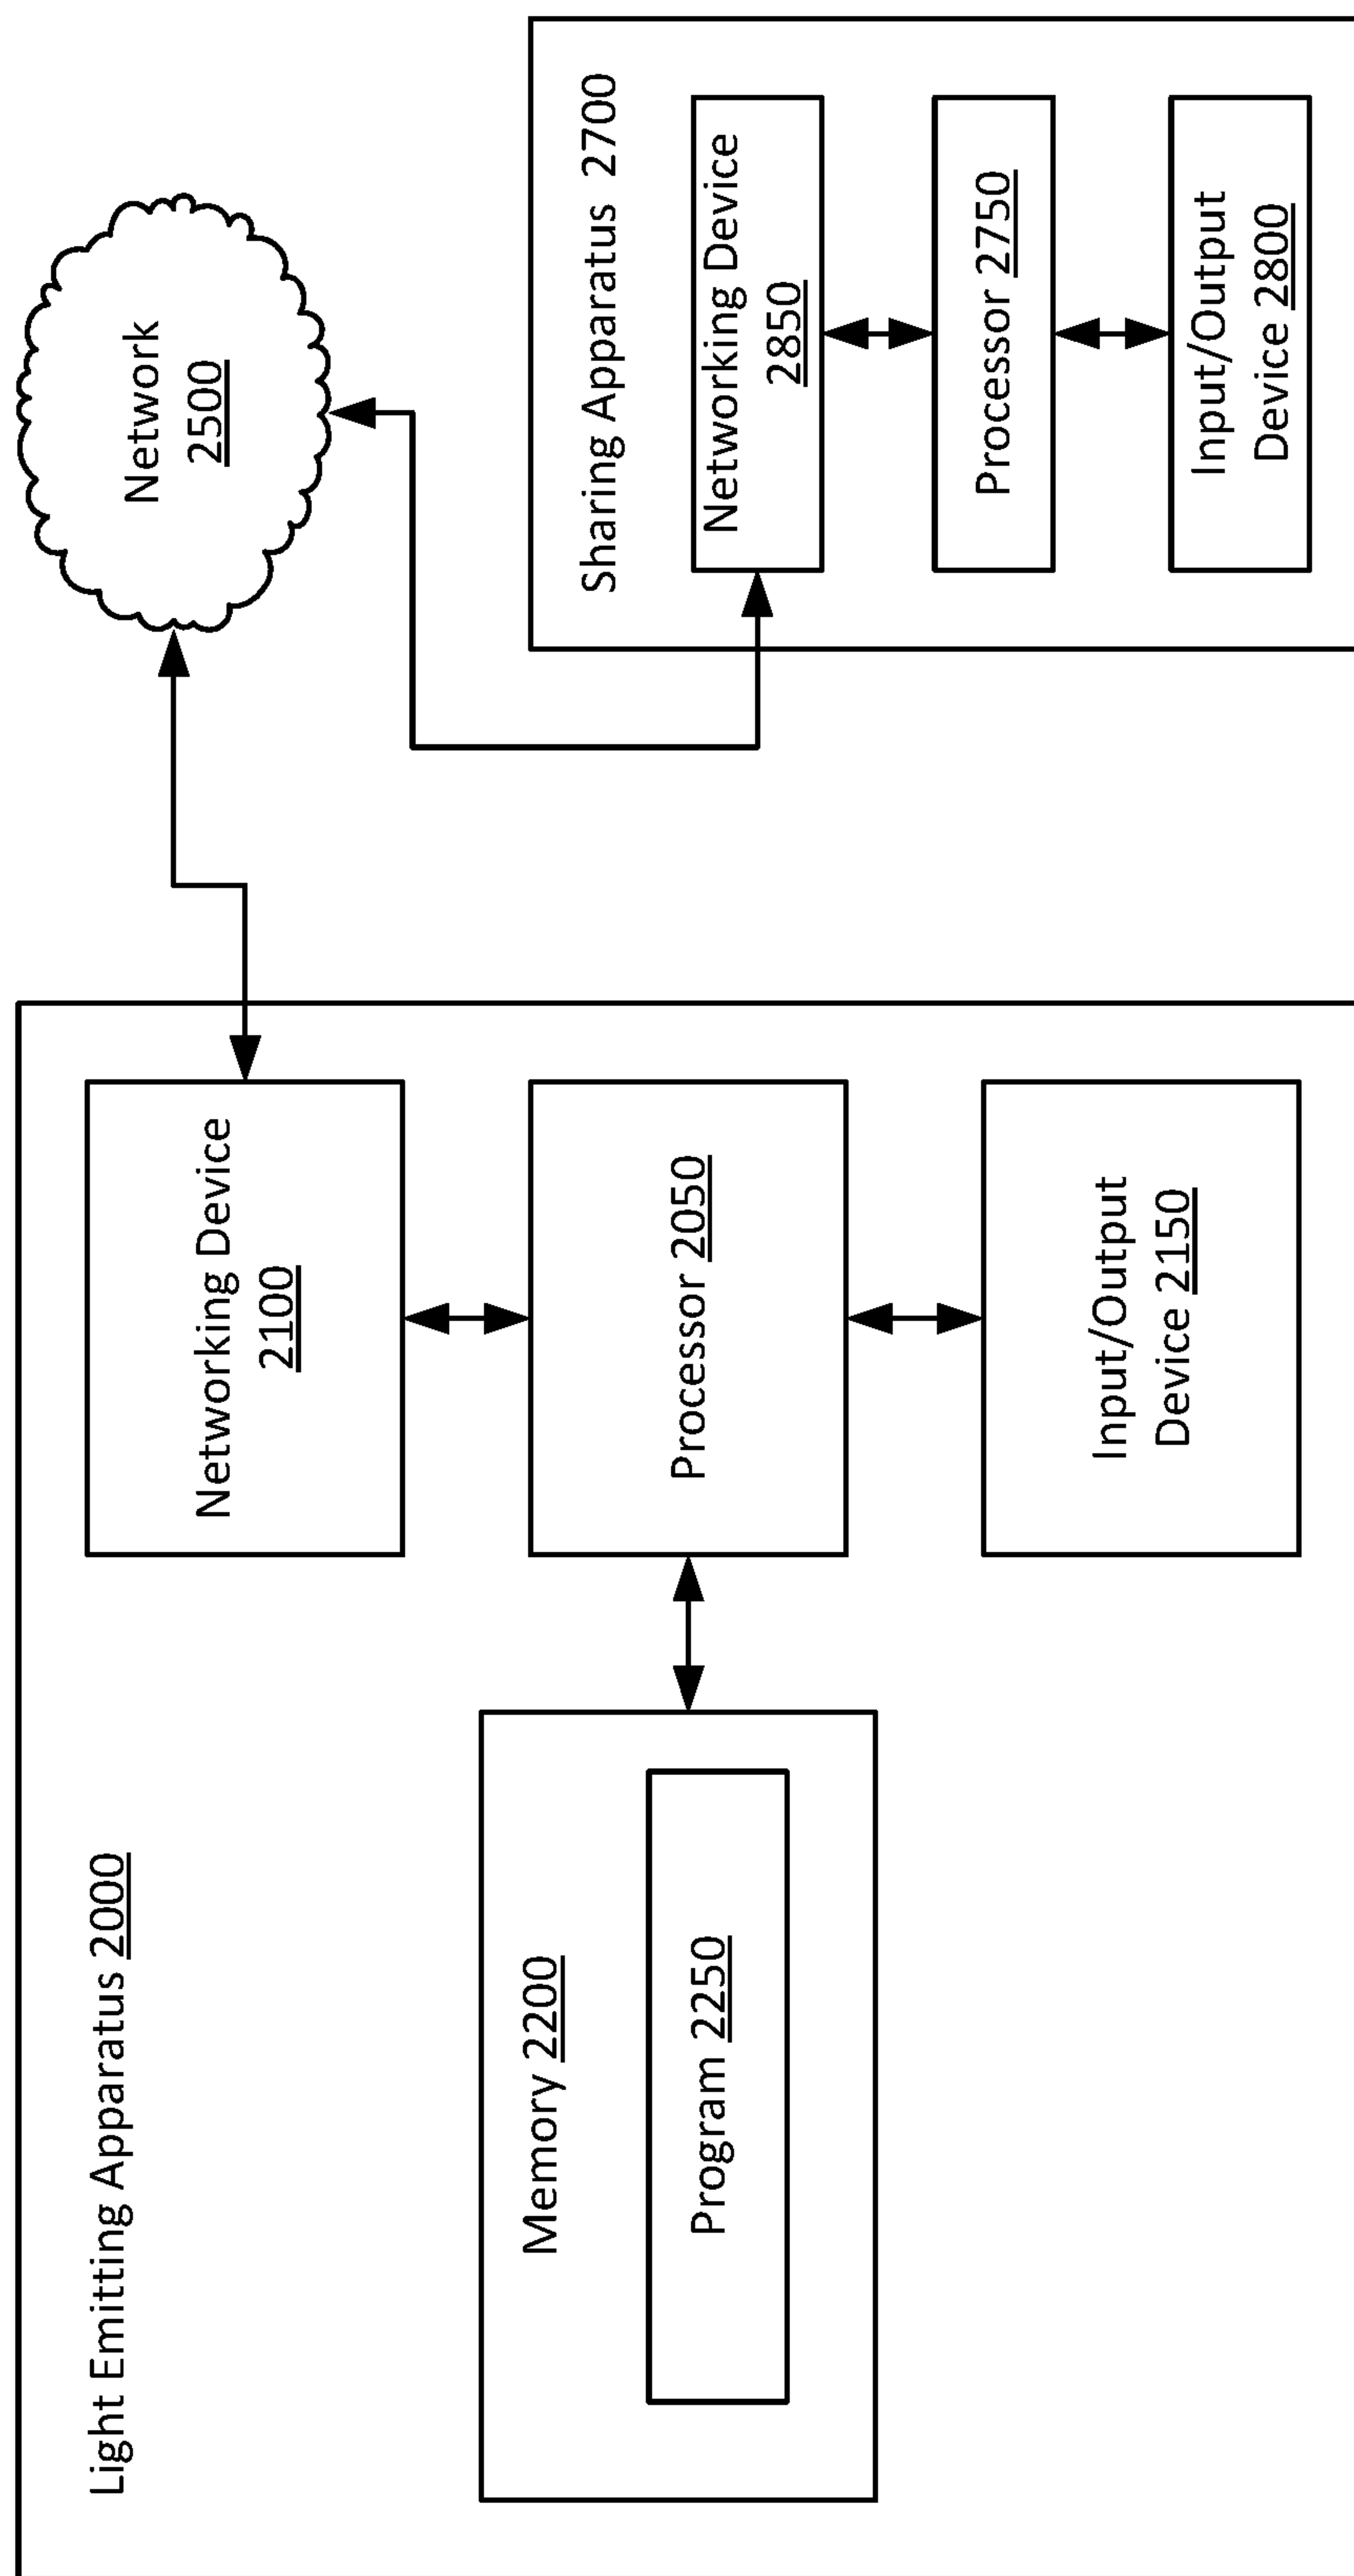 Light Emitting Apparatus 2000
Memory 2200
Program 2250
Networking Device
2100
Processor 2050
Input/Output
Device 2150
Network
2500
Sharing Apparatus 2700
Networking Device
2850
Processor 2750
Input/Output
Device 2800